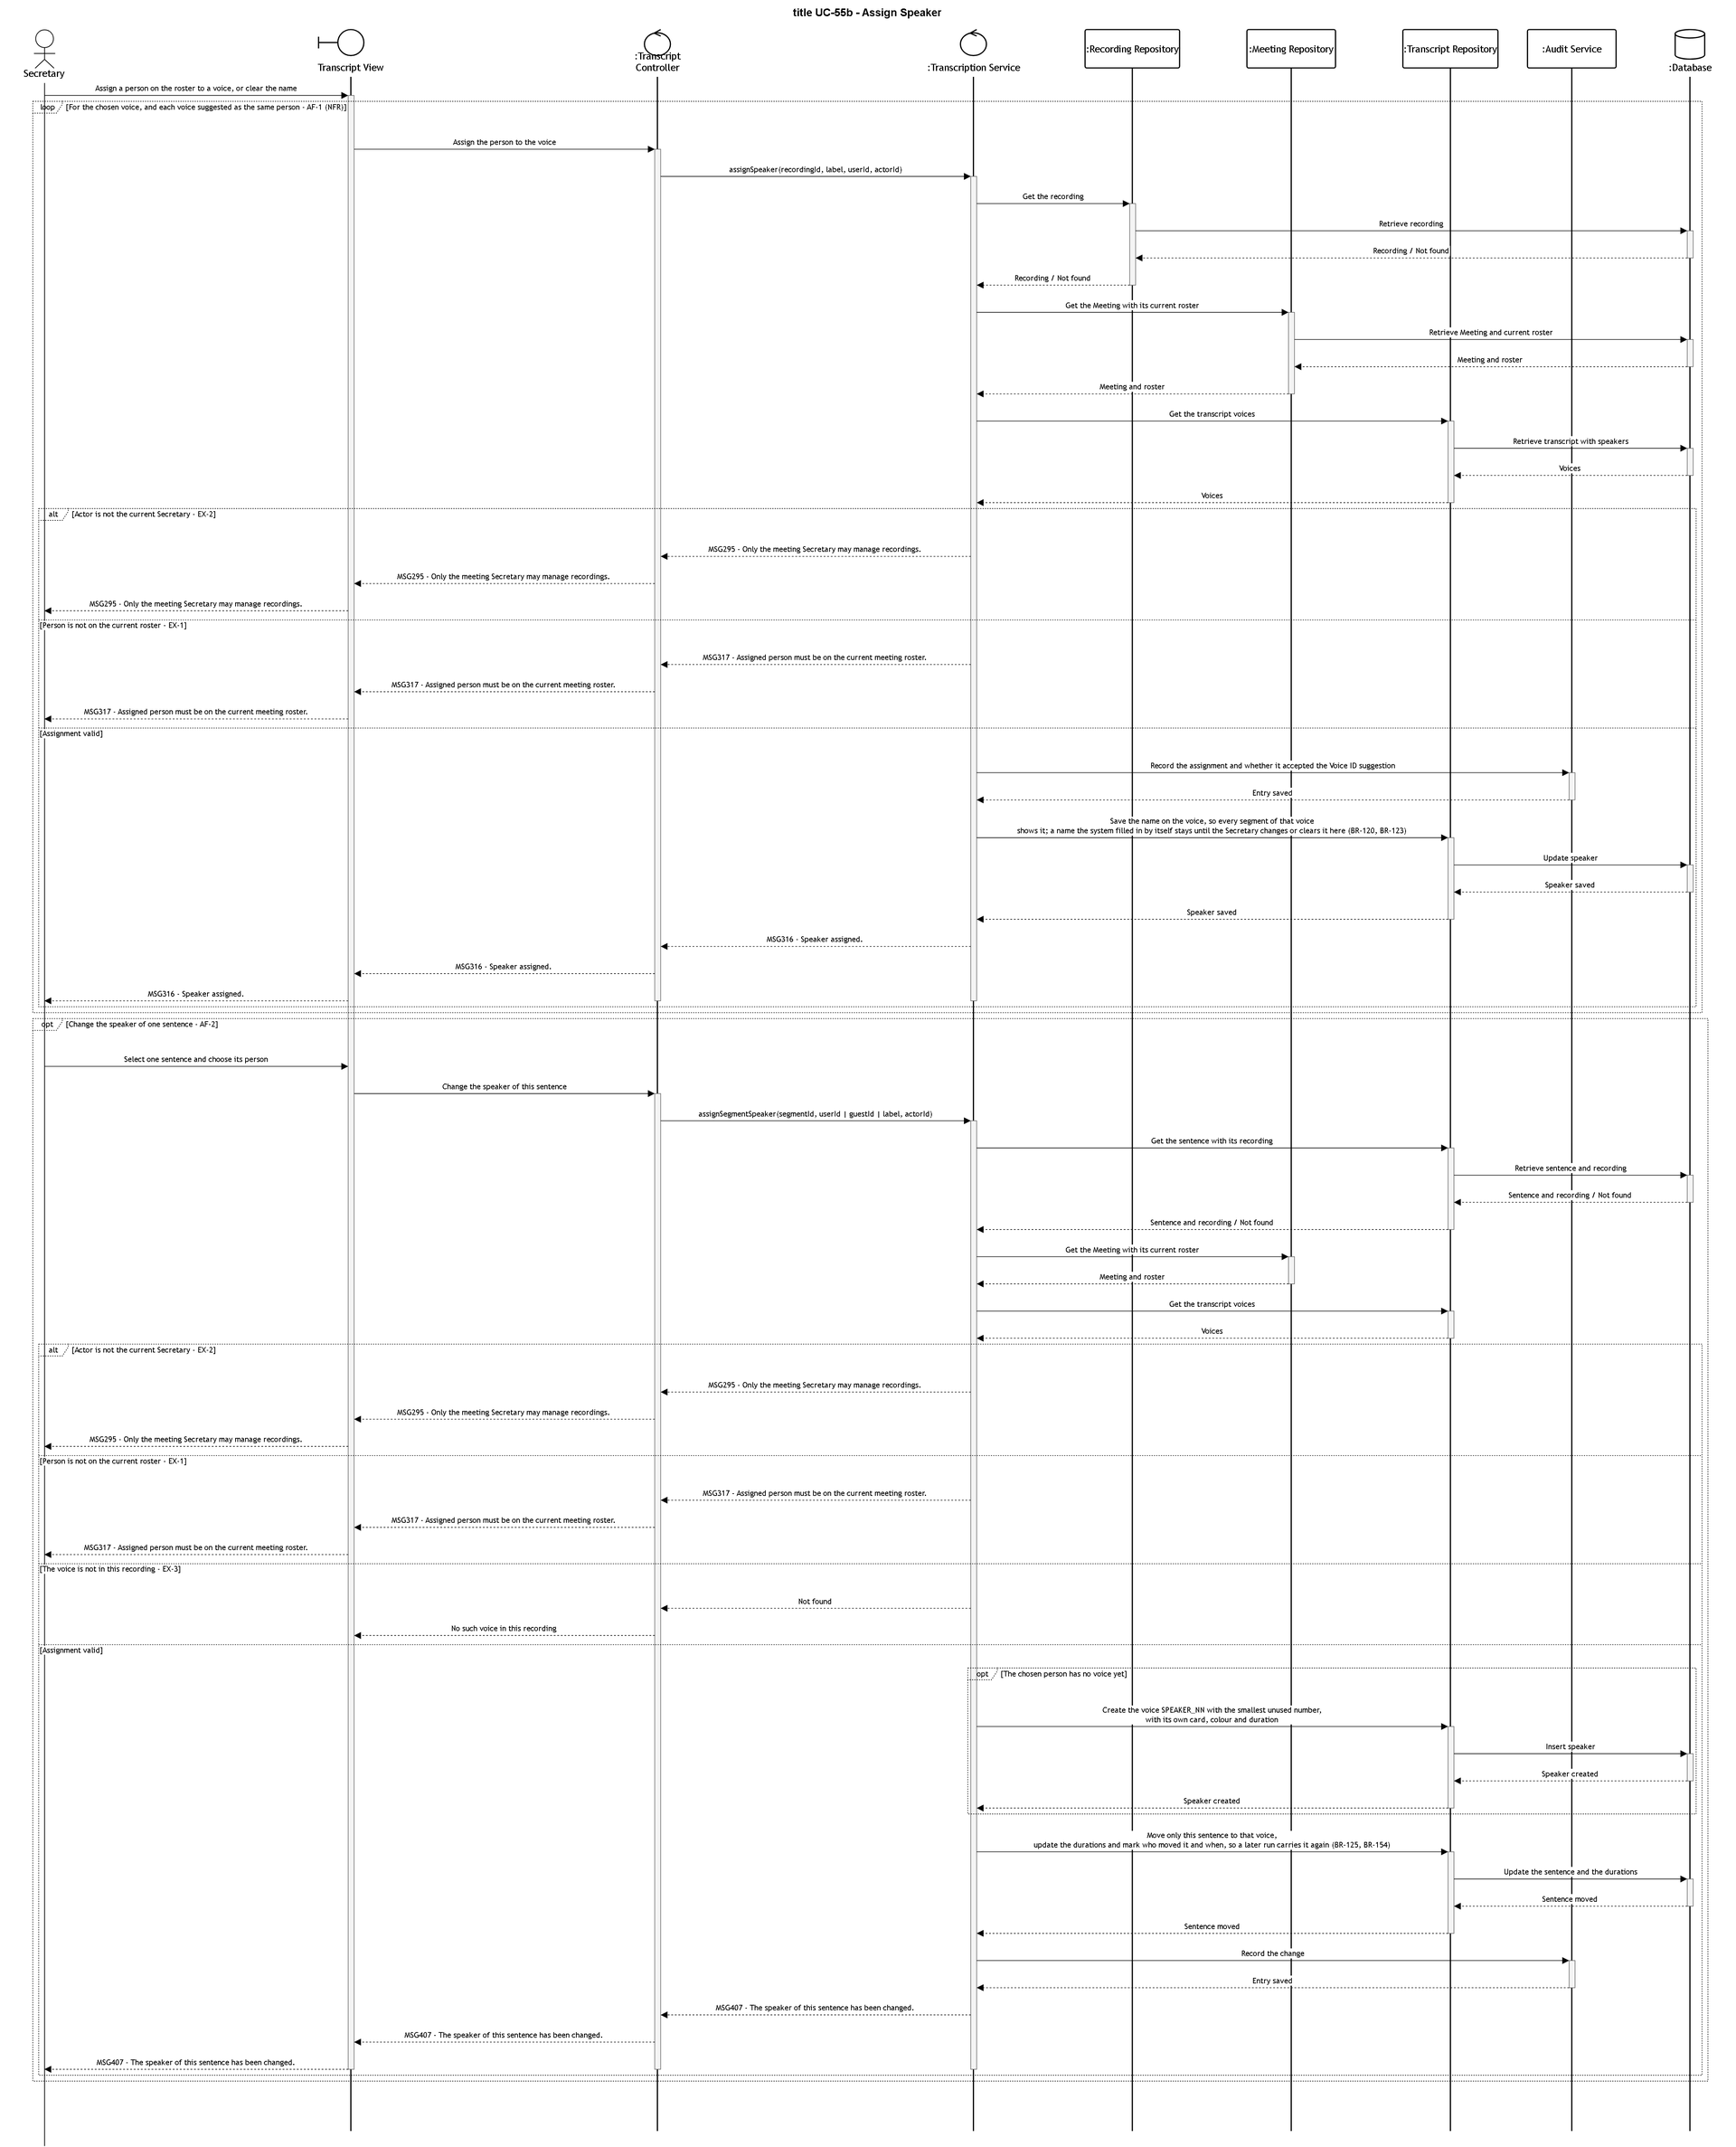 title UC-55b - Assign Speaker
Secretary
Transcript View
:Transcript
Controller
:Transcription Service
:Recording Repository
:Meeting Repository
:Transcript Repository
:Audit Service
:Database
Assign a person on the roster to a voice, or clear the name
loop [For the chosen voice, and each voice suggested as the same person - AF-1 (NFR)]
Assign the person to the voice
assignSpeaker(recordingId, label, userId, actorId)
Get the recording
Retrieve recording
Recording / Not found
Recording / Not found
Get the Meeting with its current roster
Retrieve Meeting and current roster
Meeting and roster
Meeting and roster
Get the transcript voices
Retrieve transcript with speakers
Voices
Voices
alt [Actor is not the current Secretary - EX-2]
MSG295 - Only the meeting Secretary may manage recordings.
MSG295 - Only the meeting Secretary may manage recordings.
MSG295 - Only the meeting Secretary may manage recordings.
[Person is not on the current roster - EX-1]
MSG317 - Assigned person must be on the current meeting roster.
MSG317 - Assigned person must be on the current meeting roster.
MSG317 - Assigned person must be on the current meeting roster.
[Assignment valid]
Record the assignment and whether it accepted the Voice ID suggestion
Entry saved
Save the name on the voice, so every segment of that voice
shows it; a name the system filled in by itself stays until the Secretary changes or clears it here (BR-120, BR-123)
Update speaker
Speaker saved
Speaker saved
MSG316 - Speaker assigned.
MSG316 - Speaker assigned.
MSG316 - Speaker assigned.
opt [Change the speaker of one sentence - AF-2]
Select one sentence and choose its person
Change the speaker of this sentence
assignSegmentSpeaker(segmentId, userId | guestId | label, actorId)
Get the sentence with its recording
Retrieve sentence and recording
Sentence and recording / Not found
Sentence and recording / Not found
Get the Meeting with its current roster
Meeting and roster
Get the transcript voices
Voices
alt [Actor is not the current Secretary - EX-2]
MSG295 - Only the meeting Secretary may manage recordings.
MSG295 - Only the meeting Secretary may manage recordings.
MSG295 - Only the meeting Secretary may manage recordings.
[Person is not on the current roster - EX-1]
MSG317 - Assigned person must be on the current meeting roster.
MSG317 - Assigned person must be on the current meeting roster.
MSG317 - Assigned person must be on the current meeting roster.
[The voice is not in this recording - EX-3]
Not found
No such voice in this recording
[Assignment valid]
opt [The chosen person has no voice yet]
Create the voice SPEAKER_NN with the smallest unused number,
with its own card, colour and duration
Insert speaker
Speaker created
Speaker created
Move only this sentence to that voice,
update the durations and mark who moved it and when, so a later run carries it again (BR-125, BR-154)
Update the sentence and the durations
Sentence moved
Sentence moved
Record the change
Entry saved
MSG407 - The speaker of this sentence has been changed.
MSG407 - The speaker of this sentence has been changed.
MSG407 - The speaker of this sentence has been changed.